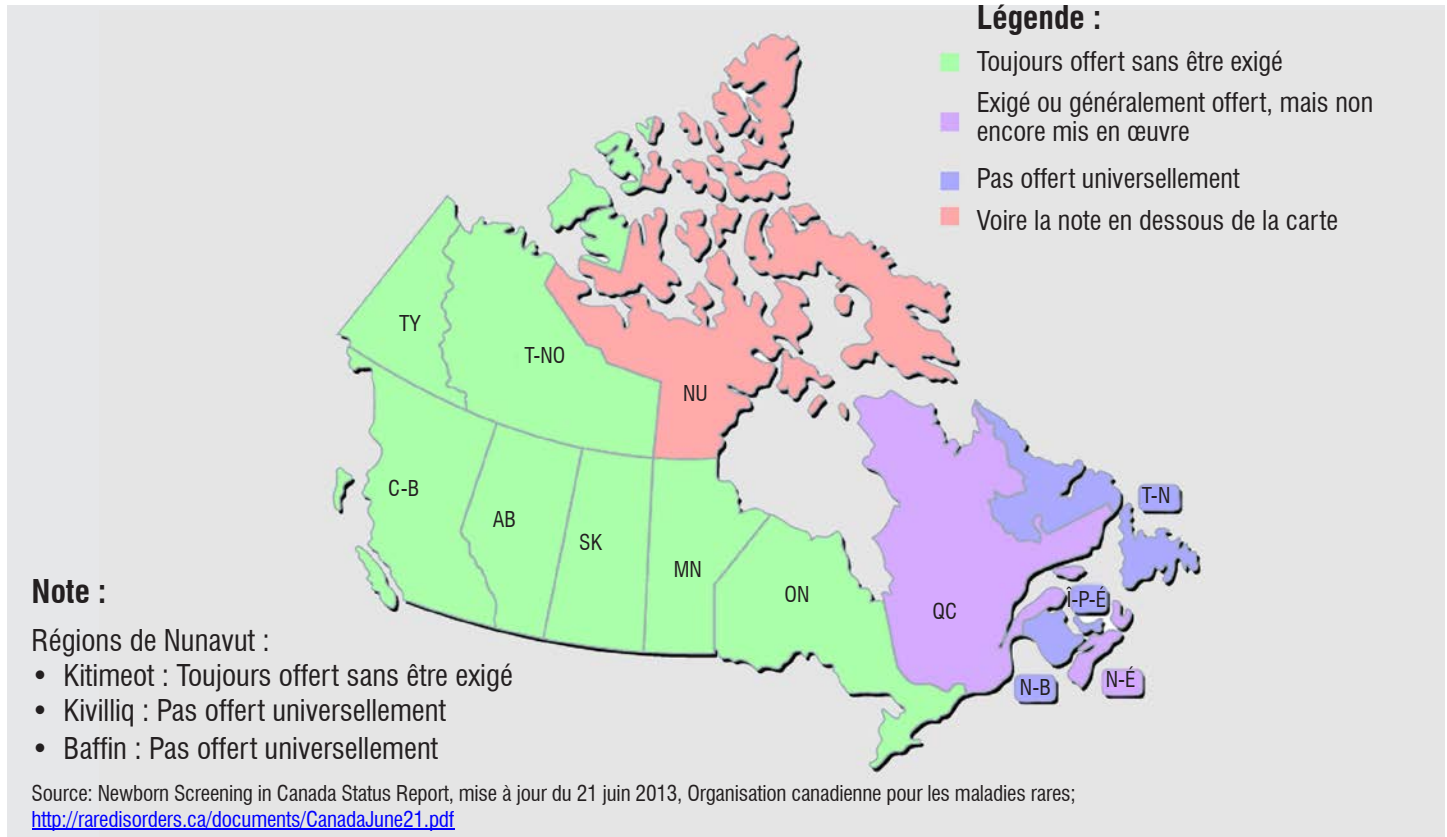 Légende :
Toujours offert sans être exigé
Exigé ou généralement offert, mais non
encore mis en œuvre
Pas offert universellement
Voire la note en dessous de la carte
TY
T-NO
NU
C-B
AB
SK
MN
ON
QC
T-N
Î-P-É
N-B
N-É
Note :
Régions de Nunavut :
• Kitimeot : Toujours offert sans être exigé
• Kivilliq : Pas offert universellement
• Baffin : Pas offert universellement
Source: Newborn Screening in Canada Status Report, mise à jour du 21 juin 2013, Organisation canadienne pour les maladies rares;
http://raredisorders.ca/documents/CanadaJune21.pdf